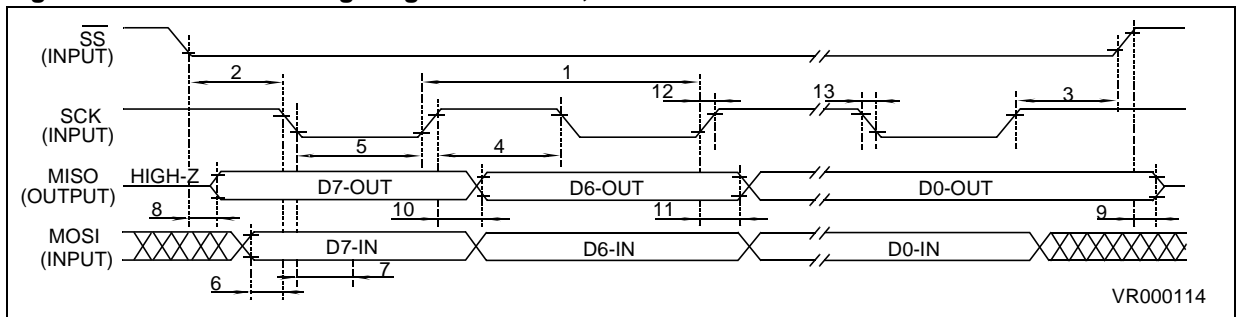 SS
(INPUT)
2
1
12
13
3
SCK
(INPUT)
5
4
MISO
(OUTPUT)
HIGH-Z
D7-OUT
D6-OUT
D0-OUT
8
10
11
9
MOSI
(INPUT)
D7-IN
D6-IN
D0-IN
7
6
VR000114